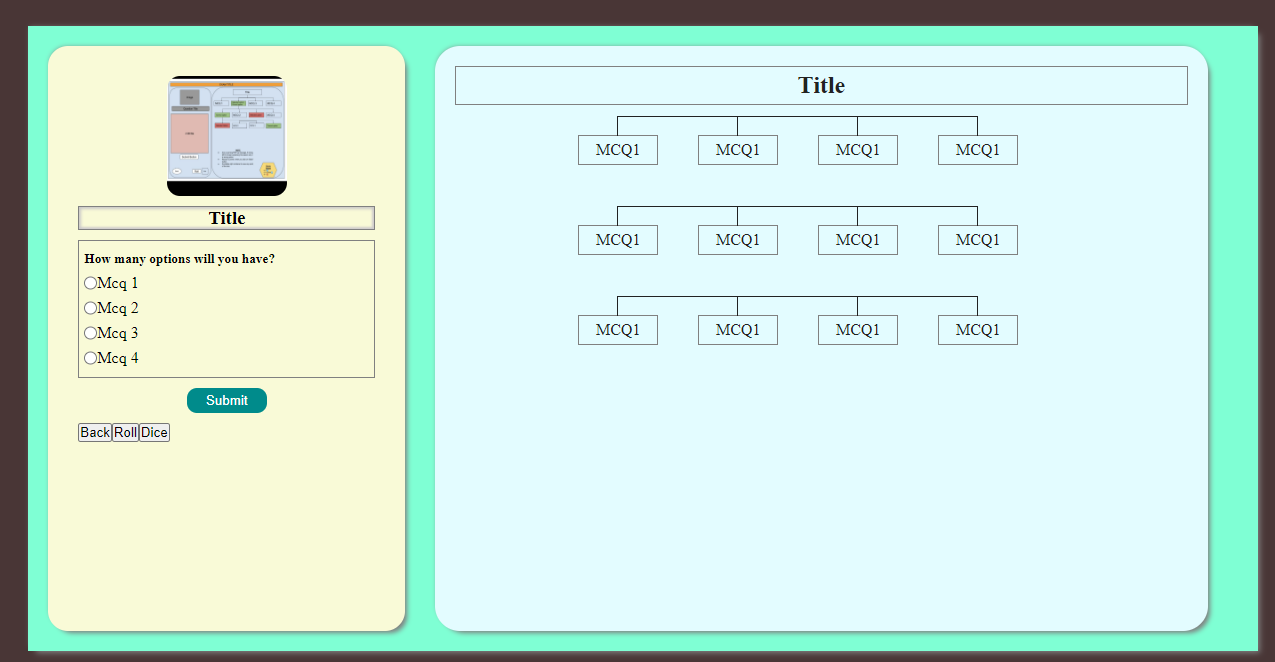 Title
How many options will you have?
Mcq 1
Mcq 2
Mcq 3
Mcq 4
Submit
Back Roll Dice
Title
MCQ1 MCQ1 MCQ1 MCQ1
MCQ1 MCQ1 MCQ1 MCQ1
MCQ1 MCQ1 MCQ1 MCQ1